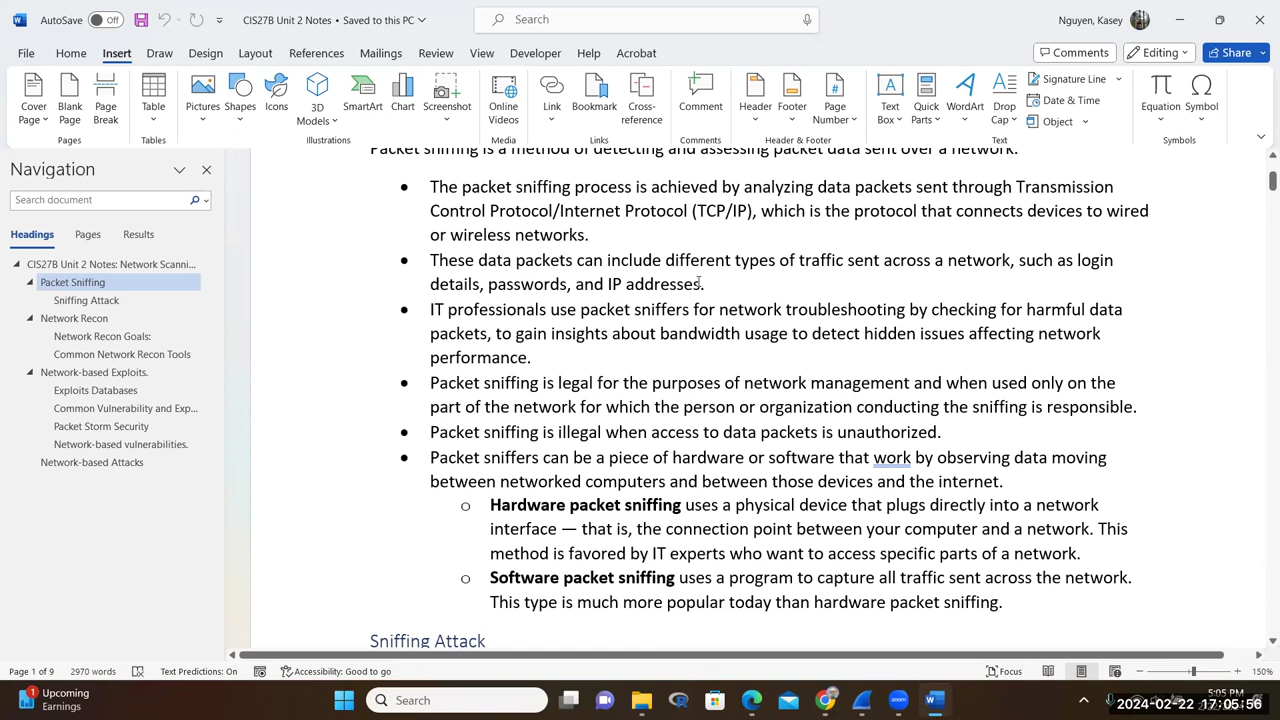 AutoSave Off CIS27B Unit 2 Notes • Saved to this PC Search Nguyen, Kasey
File Home Insert Draw Design Layout References Mailings Review View Developer Help Acrobat Comments Editing Share
Cover Page Blank Page Page Break Table Pictures Shapes Icons 3D Models SmartArt Chart Screenshot Online Videos Link Bookmark Cross-reference Comment Header Footer Page Number Text Box Quick Parts WordArt Drop Cap Signature Line Date & Time Object Equation Symbol
Pages Tables Illustrations Media Links Comments Header & Footer Text Symbols
Navigation
Search document
Headings Pages Results
CIS27B Unit 2 Notes: Network Scanni...
Packet Sniffing
Sniffing Attack
Network Recon
Network Recon Goals:
Common Network Recon Tools
Network-based Exploits.
Exploits Databases
Common Vulnerability and Exp...
Packet Storm Security
Network-based vulnerabilities.
Network-based Attacks
Packet sniffing is a method of detecting and assessing packet data sent over a network.
• The packet sniffing process is achieved by analyzing data packets sent through Transmission
Control Protocol/Internet Protocol (TCP/IP), which is the protocol that connects devices to wired
or wireless networks.
• These data packets can include different types of traffic sent across a network, such as login
details, passwords, and IP addresses.
• IT professionals use packet sniffers for network troubleshooting by checking for harmful data
packets, to gain insights about bandwidth usage to detect hidden issues affecting network
performance.
• Packet sniffing is legal for the purposes of network management and when used only on the
part of the network for which the person or organization conducting the sniffing is responsible.
• Packet sniffing is illegal when access to data packets is unauthorized.
• Packet sniffers can be a piece of hardware or software that work by observing data moving
between networked computers and between those devices and the internet.
o Hardware packet sniffing uses a physical device that plugs directly into a network
interface — that is, the connection point between your computer and a network. This
method is favored by IT experts who want to access specific parts of a network.
o Software packet sniffing uses a program to capture all traffic sent across the network.
This type is much more popular today than hardware packet sniffing.
Sniffing Attack
Page 1 of 9 2970 words Text Predictions: On Accessibility: Good to go Focus 150%
1 Upcoming
Earnings
Search
5:05 PM
2024-02-22 17:05:56